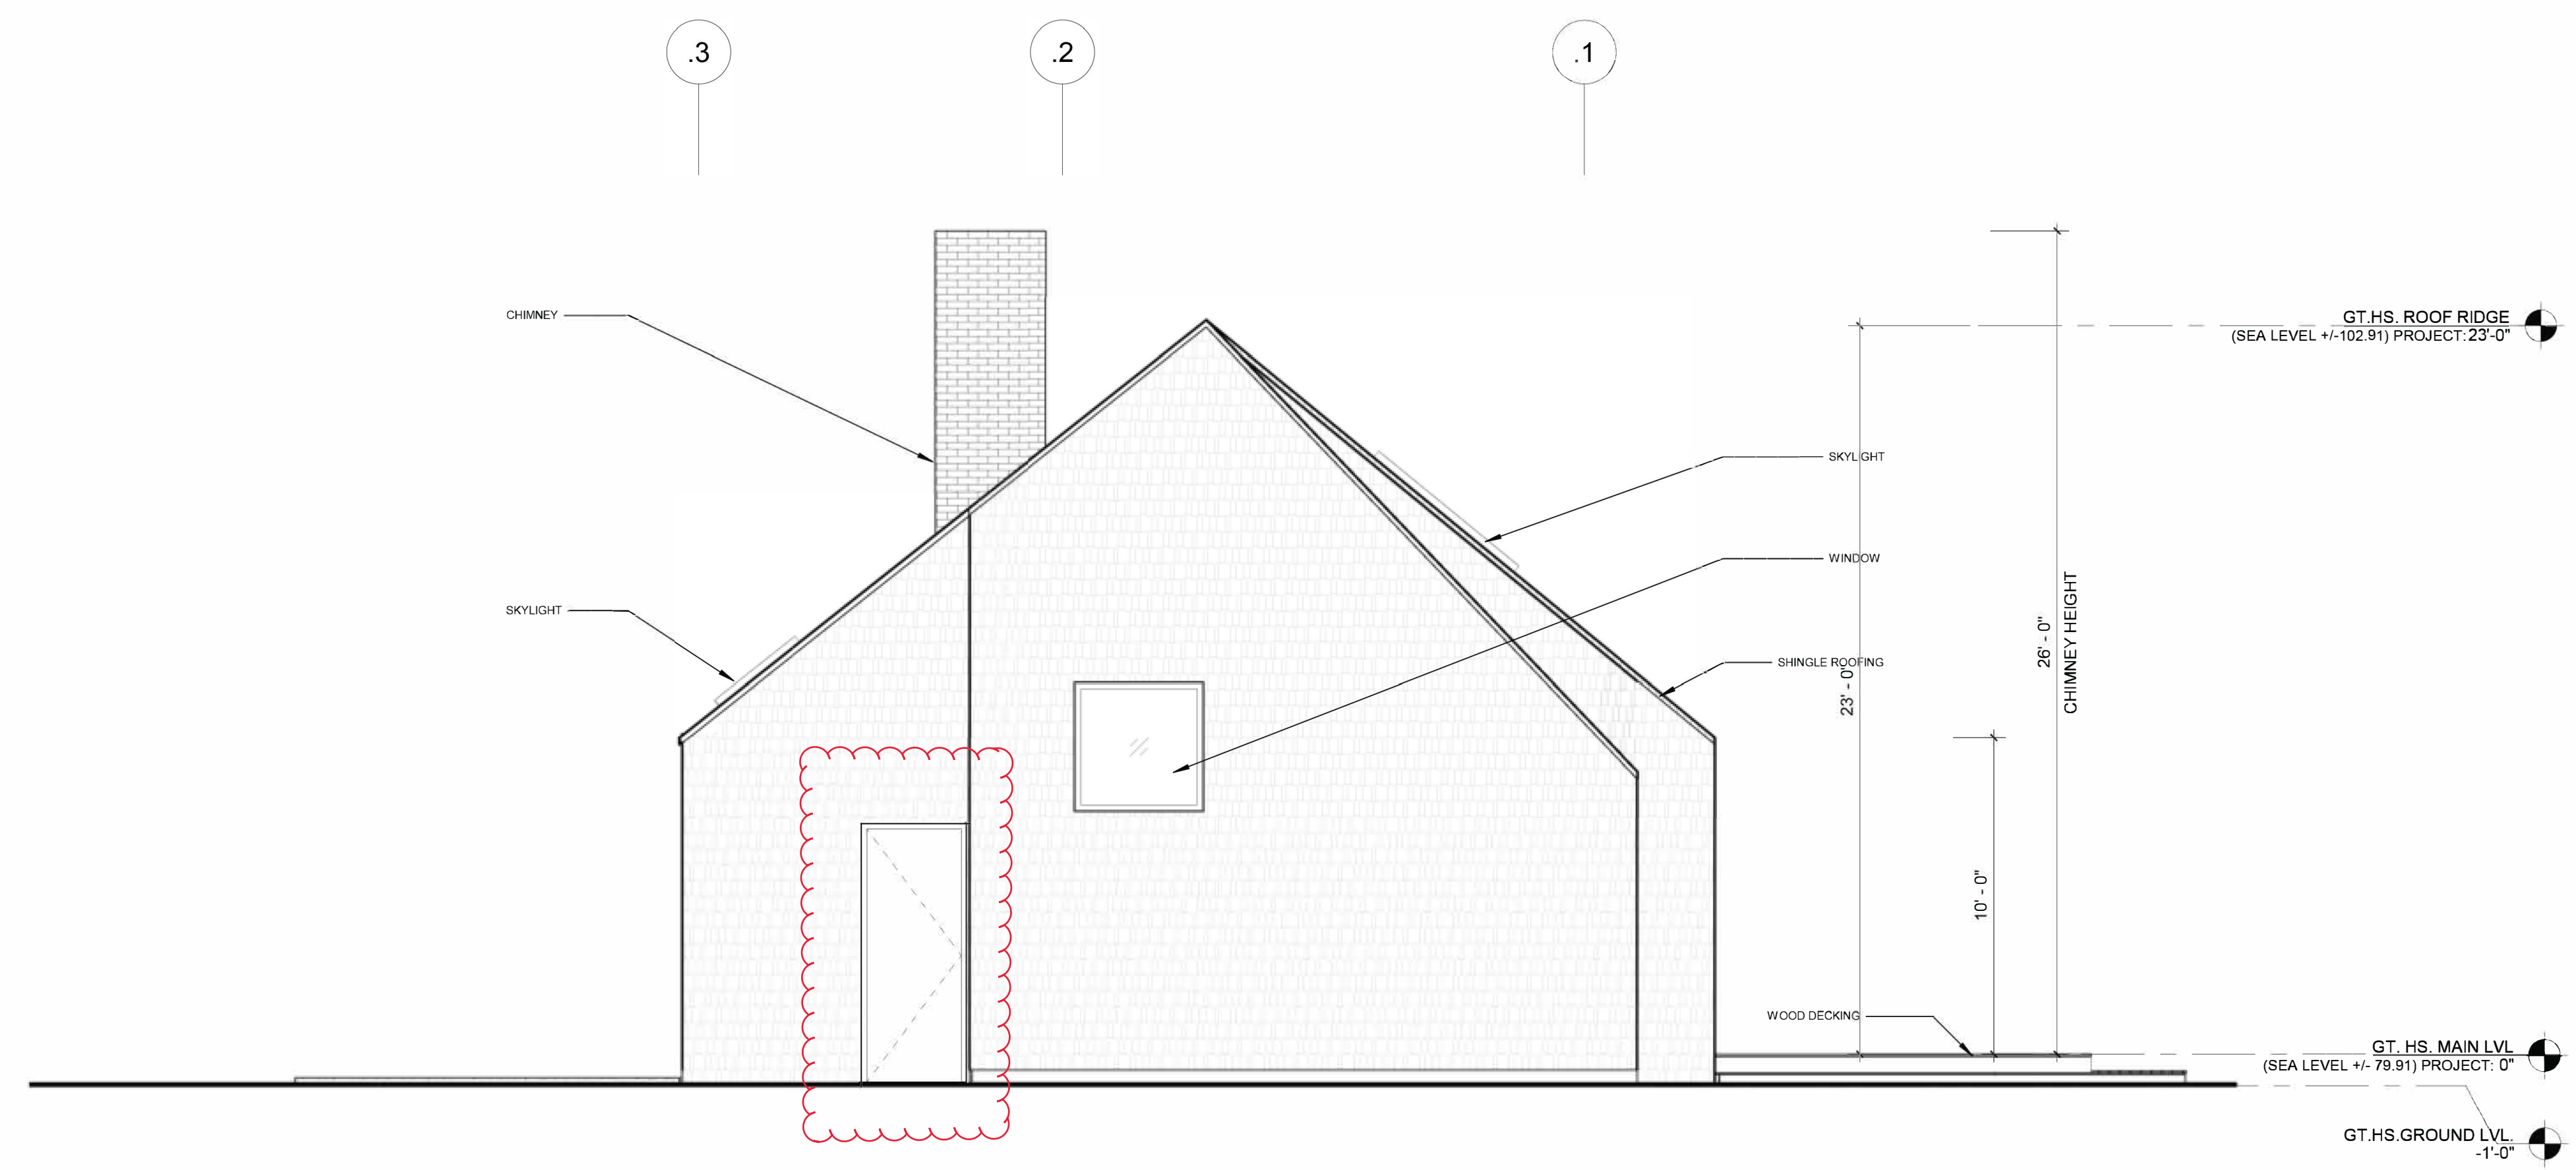 .3
.2
.1
CHIMNEY
SKYLIGHT
SKYLIGHT
WINDOW
SHINGLE ROOFING
23' - 0"
10' - 0"
26' - 0"
CHIMNEY HEIGHT
WOOD DECKING
GT.HS. ROOF RIDGE
(SEA LEVEL +/-102.91) PROJECT: 23'-0"
GT. HS. MAIN LVL
(SEA LEVEL +/- 79.91) PROJECT: 0"
GT.HS.GROUND LVL.
-1'-0"